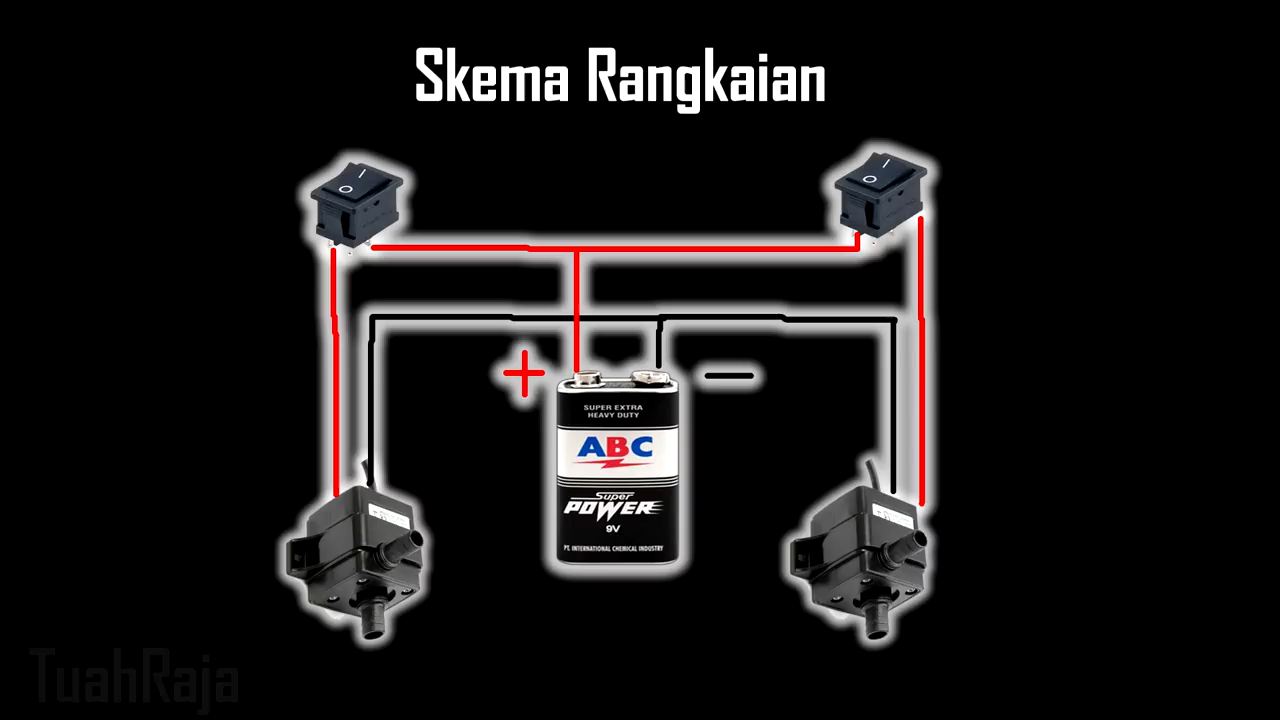 Skema Rangkaian
+
−
SUPER EXTRA
HEAVY DUTY
ABC
Super
POWER
9V
PT. INTERNATIONAL CHEMICAL INDUSTRY
TuahRaja